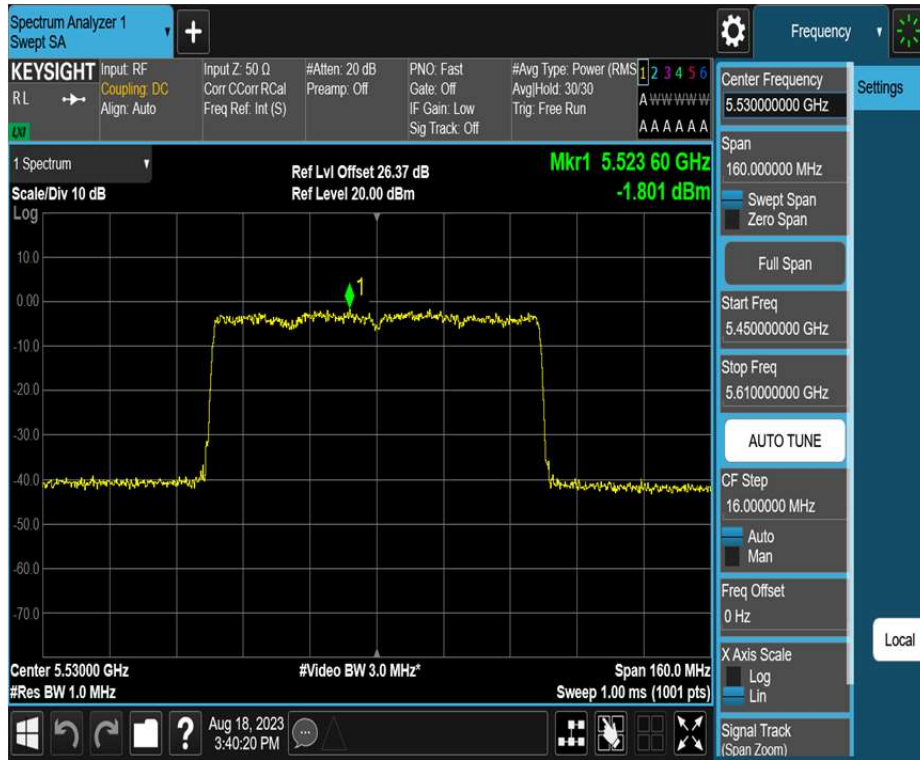 Spectrum Analyzer 1
Swept SA
+
Frequency
KEYSIGHT
R L
LXI
Input: RF
Coupling: DC
Align: Auto
Input Z: 50 Ω
Corr CCorr RCal
Freq Ref: Int (S)
#Atten: 20 dB
Preamp: Off
PNO: Fast
Gate: Off
IF Gain: Low
Sig Track: Off
#Avg Type: Power (RMS
Avg|Hold: 30/30
Trig: Free Run
1 2 3 4 5 6
A W W W W W
A A A A A A
1 Spectrum
Scale/Div 10 dB
Log
Ref Lvl Offset 26.37 dB
Ref Level 20.00 dBm
Mkr1 5.523 60 GHz
-1.801 dBm
1
10.0
0.00
-10.0
-20.0
-30.0
-40.0
-50.0
-60.0
-70.0
Center 5.53000 GHz
#Res BW 1.0 MHz
#Video BW 3.0 MHz*
Span 160.0 MHz
Sweep 1.00 ms (1001 pts)
?
Aug 18, 2023
3:40:20 PM
Center Frequency
5.53000000 GHz
Span
160.000000 MHz
Swept Span
Zero Span
Full Span
Start Freq
5.450000000 GHz
Stop Freq
5.610000000 GHz
AUTO TUNE
CF Step
16.000000 MHz
Auto
Man
Freq Offset
0 Hz
X Axis Scale
Log
Lin
Signal Track
(Span Zoom)
Settings
Local